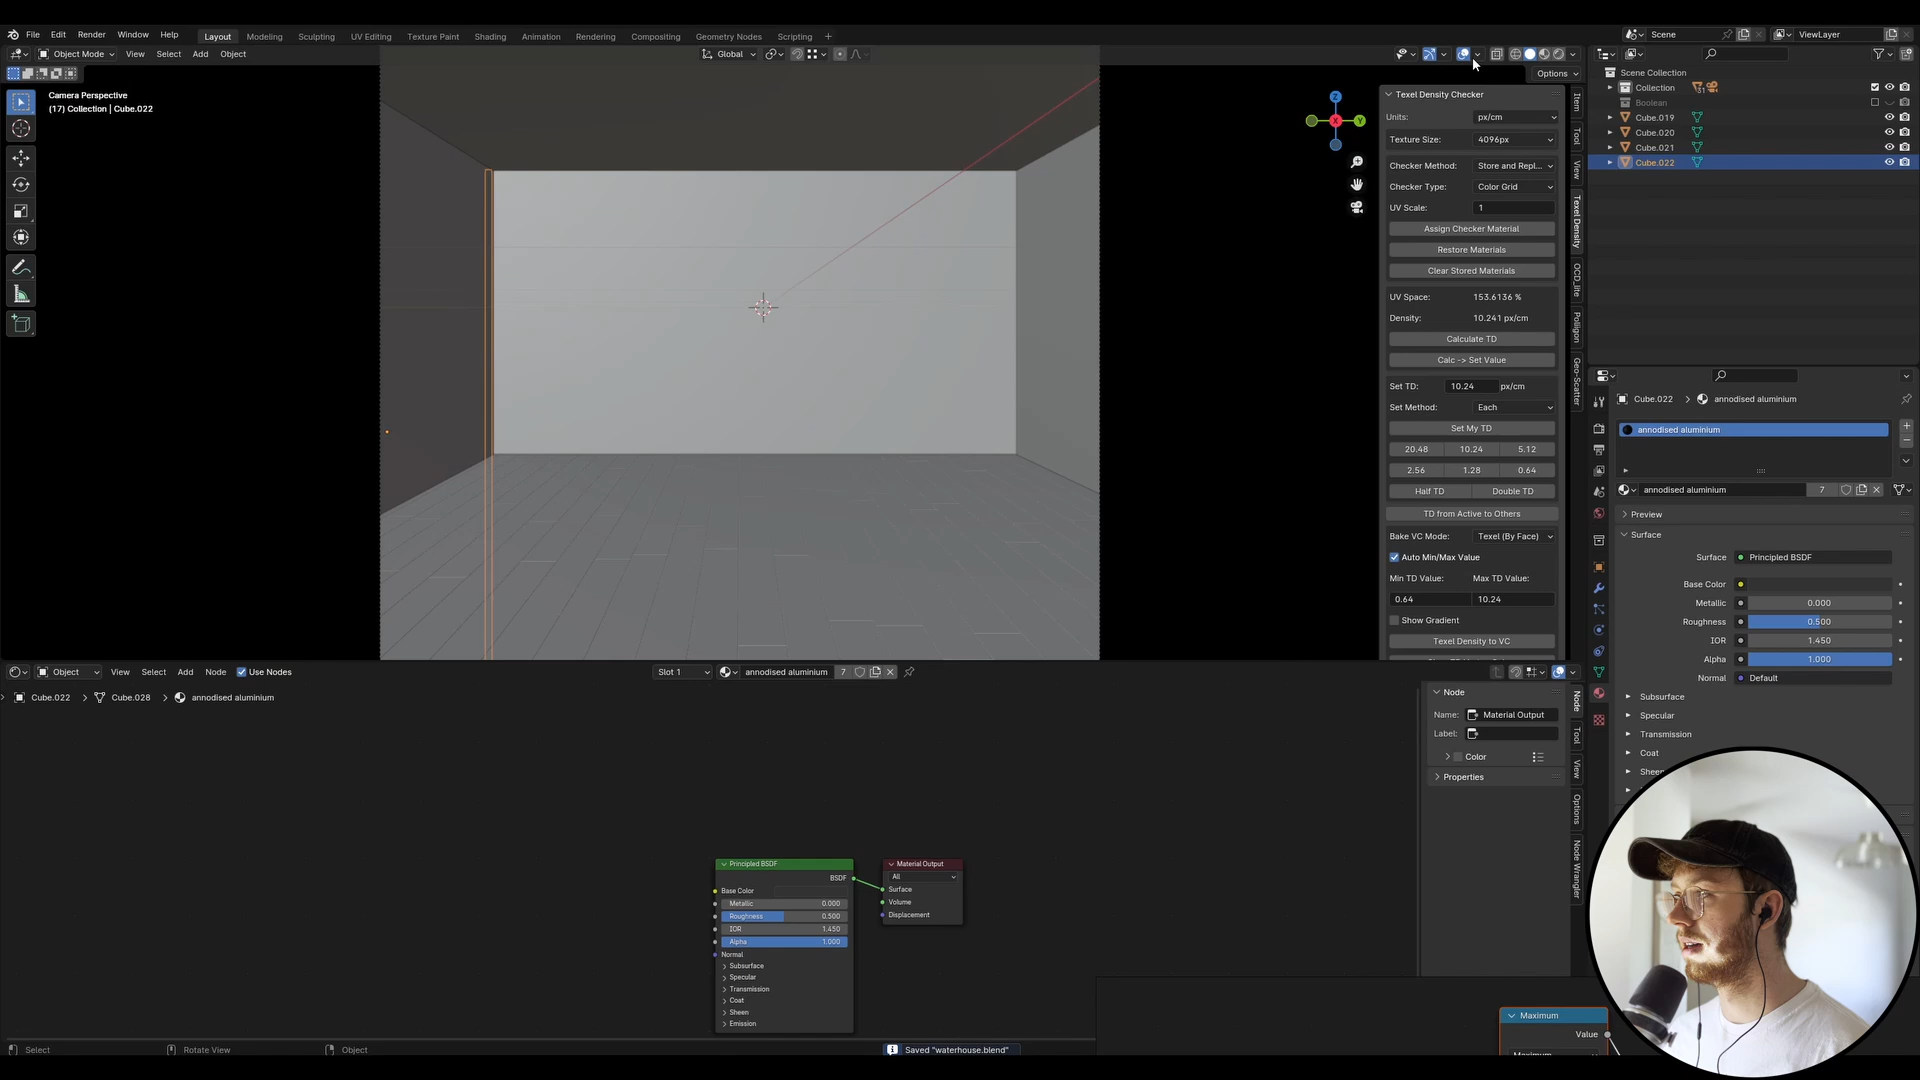 File Edit Render Window Help Layout Modeling Sculpting UV Editing Texture Paint Shading Animation Rendering Compositing Geometry Nodes Scripting + Scene ViewLayer
Object Mode View Select Add Object Global
Options
Camera Perspective
(17) Collection | Cube.022
Z
X
Y
Texel Density Checker
Units: px/cm
Texture Size: 4096px
Checker Method: Store and Repl...
Checker Type: Color Grid
UV Scale: 1
Assign Checker Material
Restore Materials
Clear Stored Materials
UV Space: 153.6136 %
Density: 10.241 px/cm
Calculate TD
Calc -> Set Value
Set TD: 10.24 px/cm
Set Method: Each
Set My TD
20.48 10.24 5.12
2.56 1.28 0.64
Half TD Double TD
TD from Active to Others
Bake VC Mode: Texel (By Face)
Auto Min/Max Value
Min TD Value: Max TD Value:
0.64 10.24
Show Gradient
Texel Density to VC
Item
Tool
View
Texel Density
OCD_lite
Poliigon
Geo-Scatter
Scene Collection
Collection 31
Boolean
Cube.019
Cube.020
Cube.021
Cube.022
Cube.022 > annodised aluminium
annodised aluminium
annodised aluminium 7
Preview
Surface
Surface: Principled BSDF
Base Color
Metallic 0.000
Roughness 0.500
IOR 1.450
Alpha 1.000
Normal Default
Subsurface
Specular
Transmission
Coat
Sheen
Object View Select Add Node Use Nodes Slot 1 annodised aluminium 7
Cube.022 > Cube.028 > annodised aluminium
Node
Name: Material Output
Label:
Color
Properties
Node
Tool
View
Options
Node Wrangler
Principled BSDF
BSDF
Base Color
Metallic 0.000
Roughness 0.500
IOR 1.450
Alpha 1.000
Normal
Subsurface
Specular
Transmission
Coat
Sheen
Emission
Material Output
All
Surface
Volume
Displacement
Maximum
Value
Maximum
Select Rotate View Object Saved "waterhouse.blend"